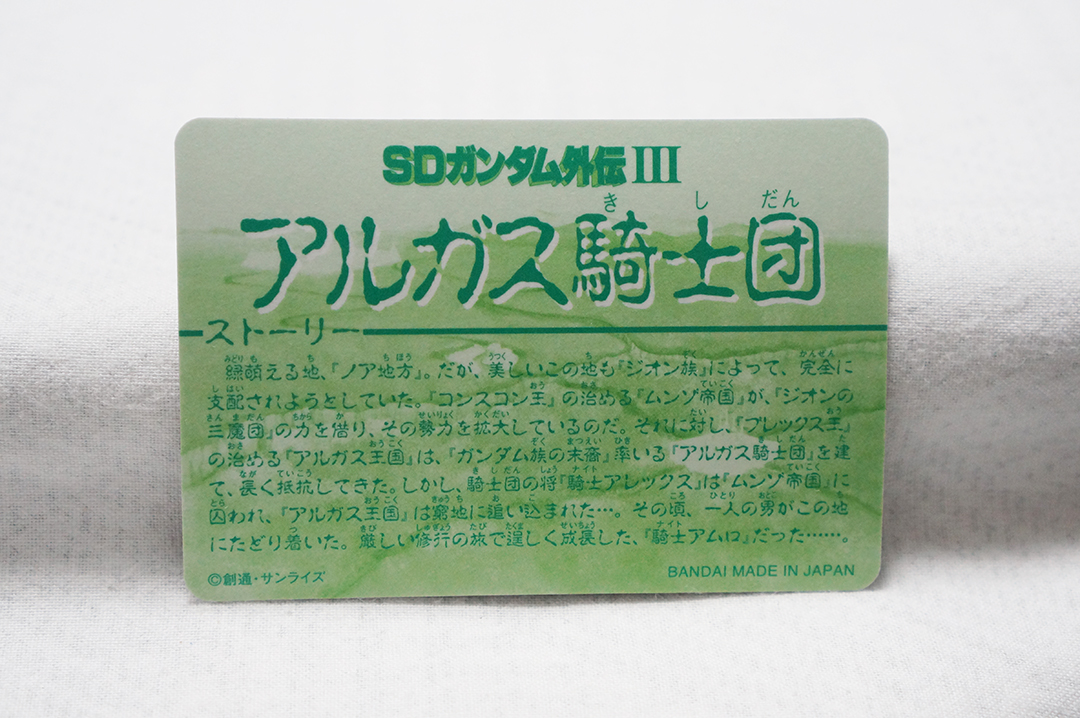 SDガンダム外伝III
アルガス騎士団
きしだん
ストーリー
緑萌える地、『ノア地方』。だが、美しいこの地も『ジオン族』によって、完全に
支配されようとしていた。『コンスコン王』の治める『ムンゾ帝国』が、『ジオンの
三魔団』の力を借り、その勢力を拡大しているのだ。それに対し、『ブレックス王』
の治める『アルガス王国』は、『ガンダム族の末裔』率いる『アルガス騎士団』を建
て、長く抵抗してきた。しかし、騎士団の将『騎士アレックス』は『ムンゾ帝国』に
囚われ、『アルガス王国』は窮地に追い込まれた…。その頃、一人の男がこの地
にたどり着いた。厳しい修行の旅で逞しく成長した、『騎士アムロ』だった……。
©創通・サンライズ
BANDAI MADE IN JAPAN